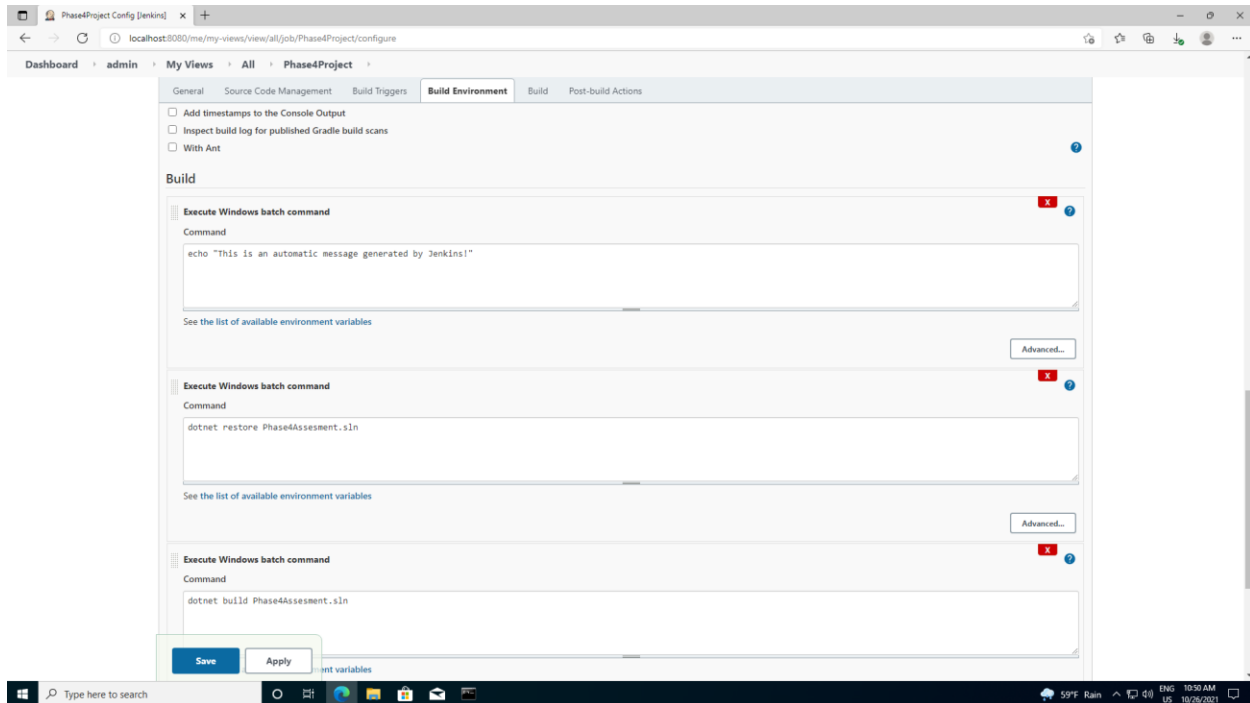 Phase4Project Config [Jenkins]
localhost:8080/me/my-views/view/all/job/Phase4Project/configure
Dashboard admin My Views All Phase4Project
General Source Code Management Build Triggers Build Environment Build Post-build Actions
Add timestamps to the Console Output
Inspect build log for published Gradle build scans
With Ant
?
Build
X
Execute Windows batch command
?
Command
echo "This is an automatic message generated by Jenkins!"
See the list of available environment variables
Advanced...
X
Execute Windows batch command
?
Command
dotnet restore Phase4Assesment.sln
See the list of available environment variables
Advanced...
X
Execute Windows batch command
?
Command
dotnet build Phase4Assesment.sln
Save Apply
ent variables
Type here to search
59°F Rain
ENG 10:50 AM
US 10/26/2021